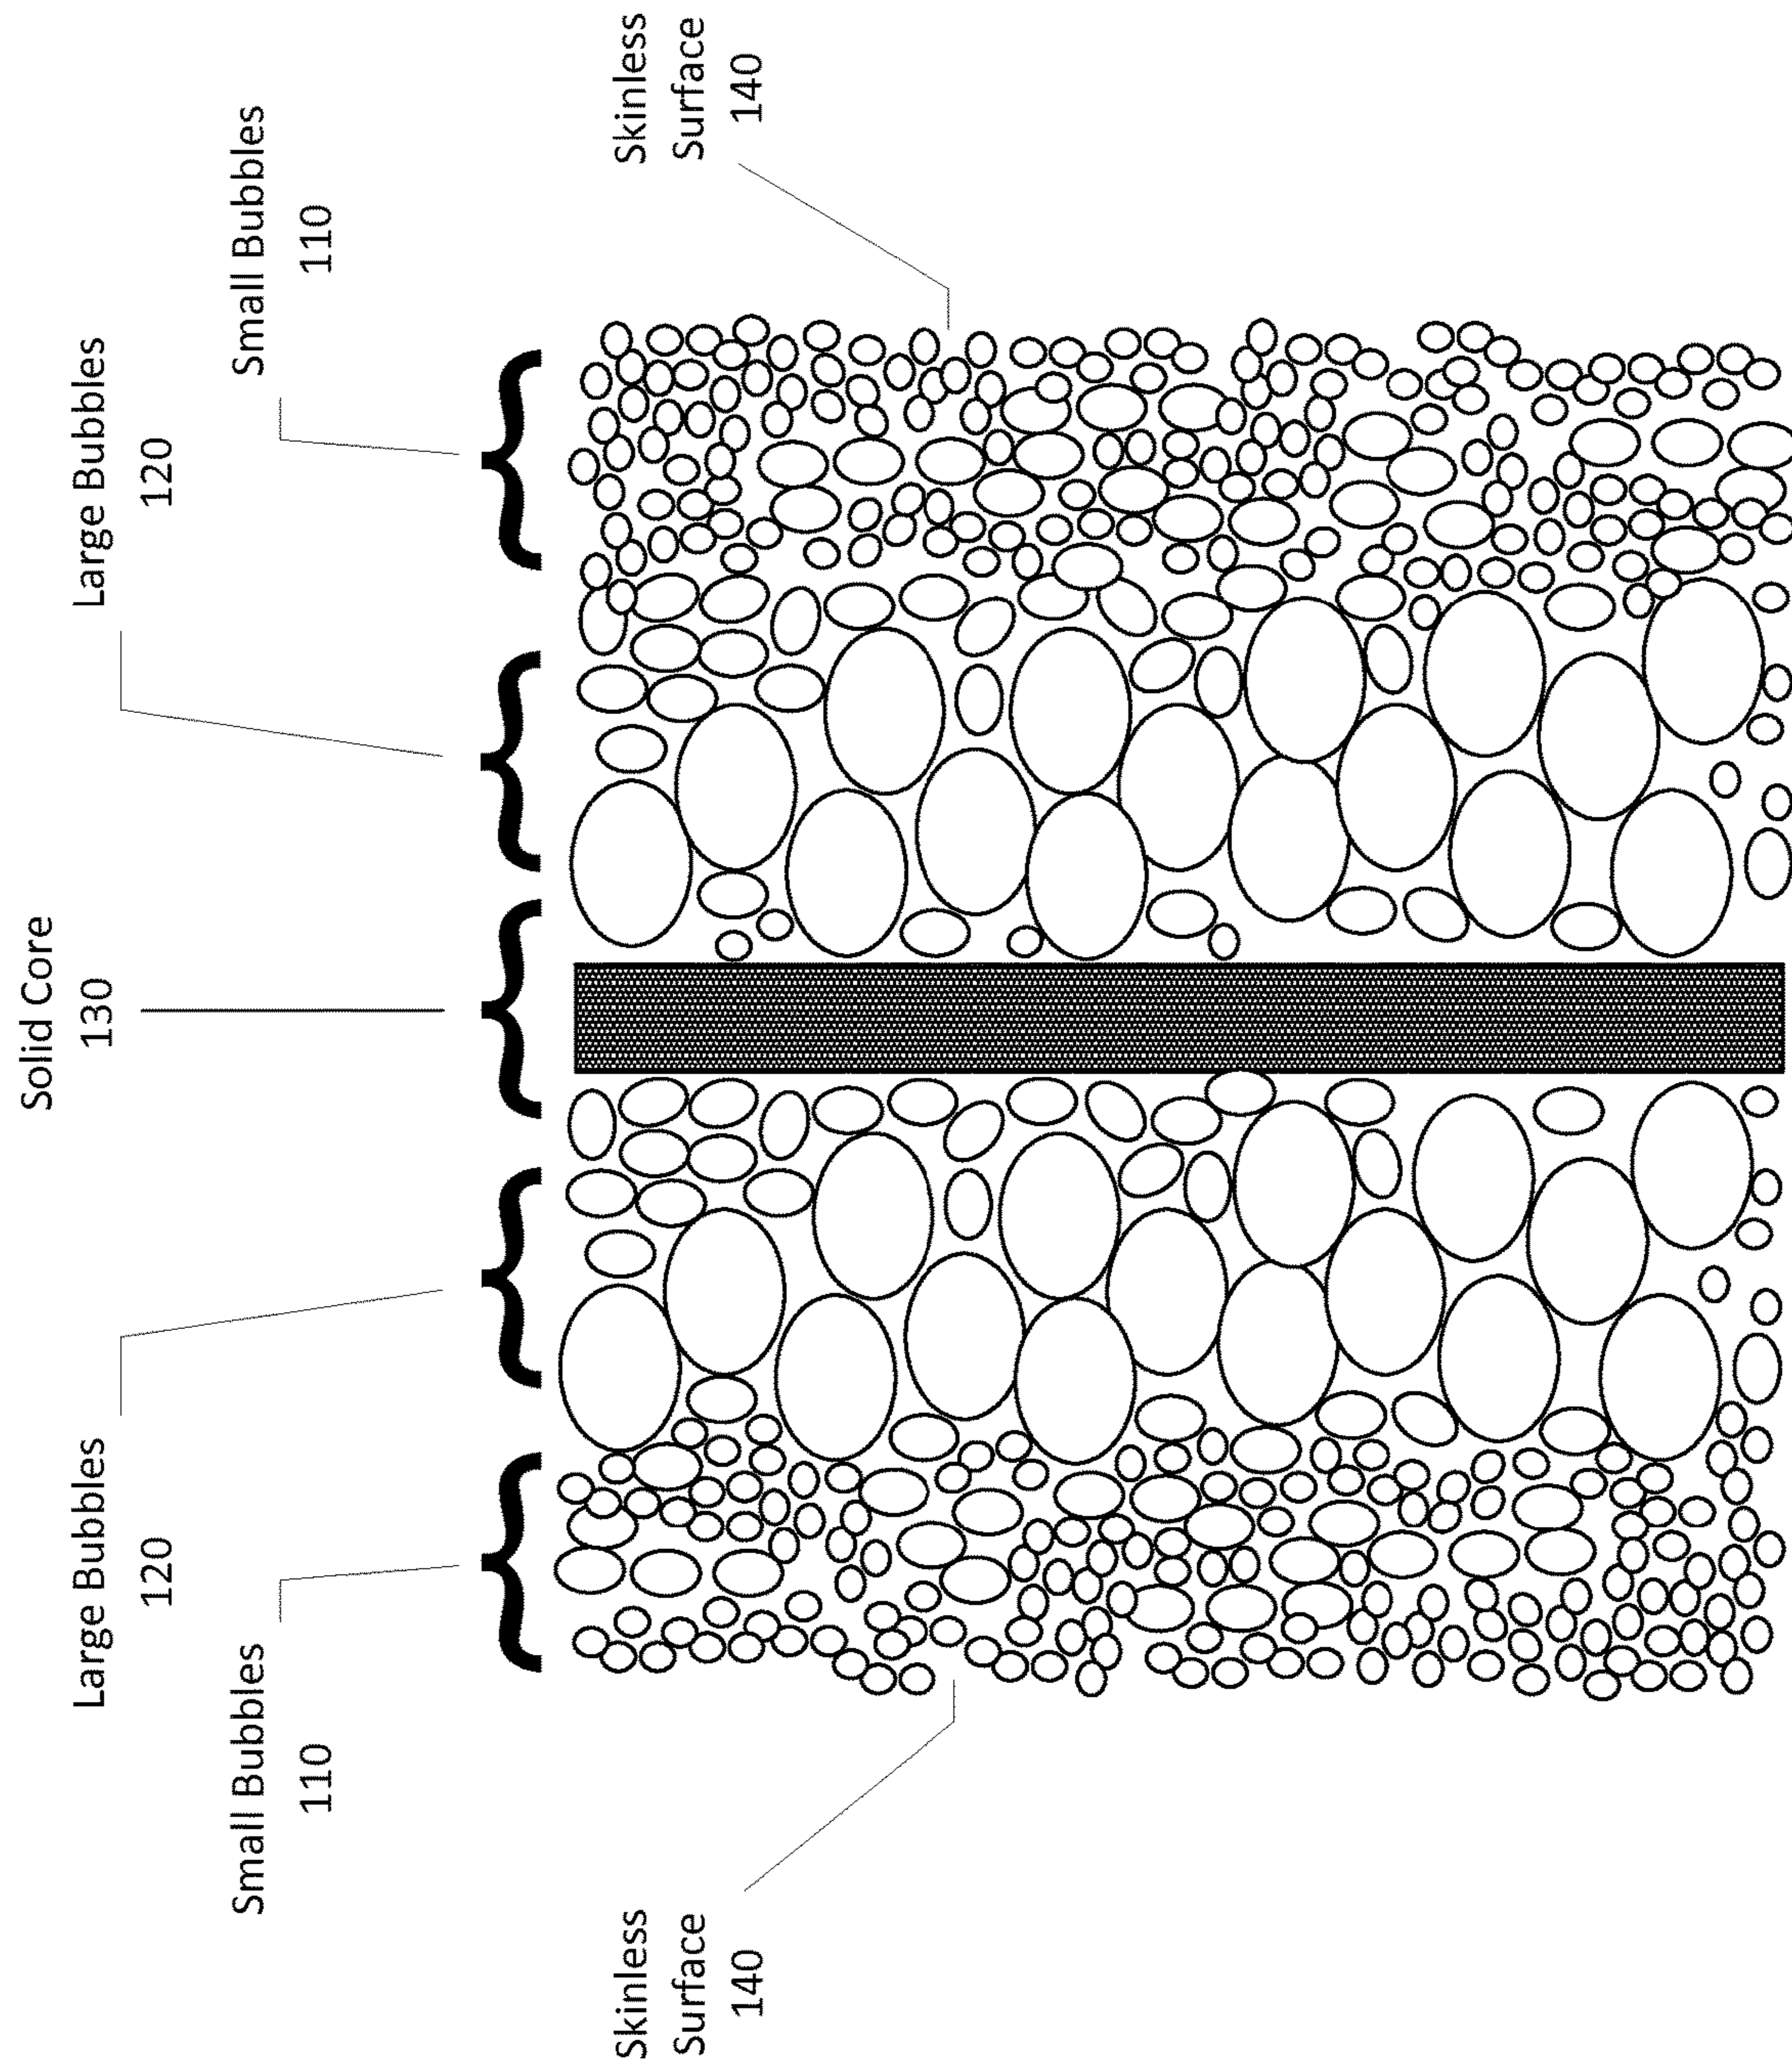 Solid Core
130
Large Bubbles
120
Large Bubbles
120
Small Bubbles
110
Small Bubbles
110
Skinless
Surface
140
Skinless
Surface
140